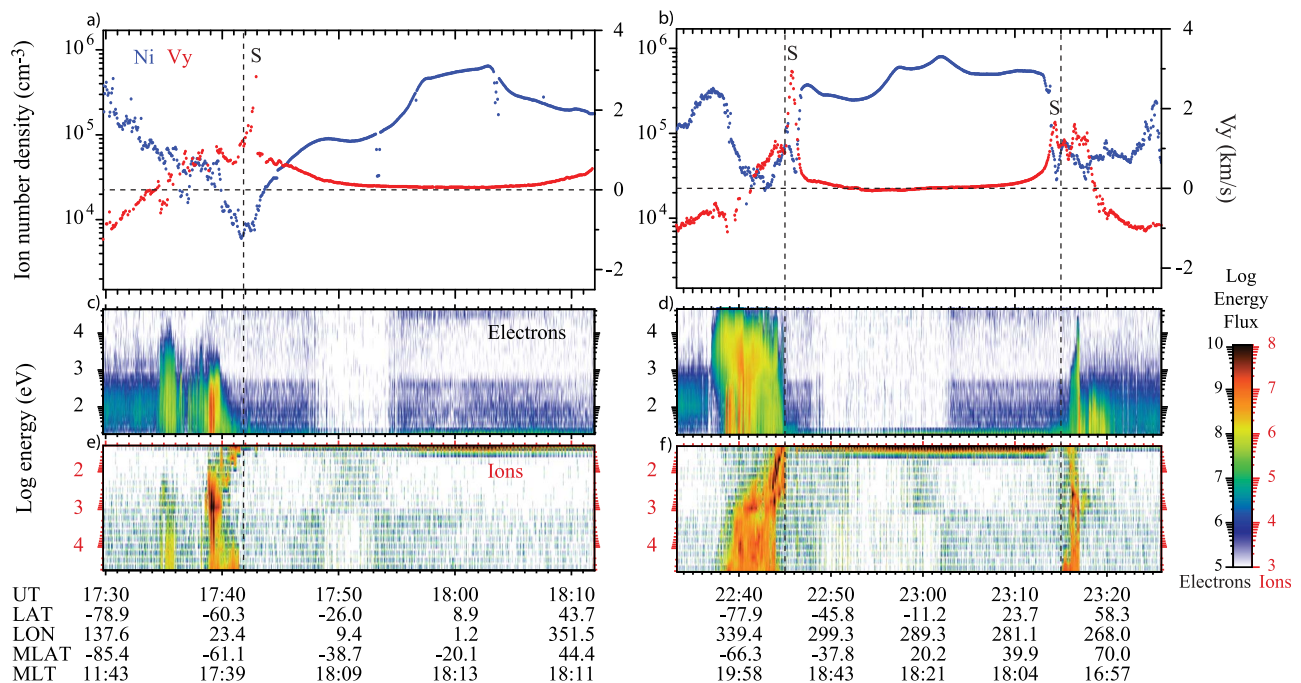 a)
b)
Ni Vy
S
S
S
10⁶
10⁵
10⁴
4
2
0
-2
10⁶
10⁵
10⁴
4
2
0
-2
Ion number density (cm-3)
Vy (km/s)
c)
d)
Electrons
4
3
2
4
3
2
e)
f)
Ions
2
3
4
2
3
4
Log energy (eV)
Log
Energy
Flux
10
9
8
7
6
5
8
7
6
5
4
3
Electrons Ions
UT 17:30 17:40 17:50 18:00 18:10 22:40 22:50 23:00 23:10 23:20
LAT -78.9 -60.3 -26.0 8.9 43.7 -77.9 -45.8 -11.2 23.7 58.3
LON 137.6 23.4 9.4 1.2 351.5 339.4 299.3 289.3 281.1 268.0
MLAT -85.4 -61.1 -38.7 -20.1 44.4 -66.3 -37.8 20.2 39.9 70.0
MLT 11:43 17:39 18:09 18:13 18:11 19:58 18:43 18:21 18:04 16:57